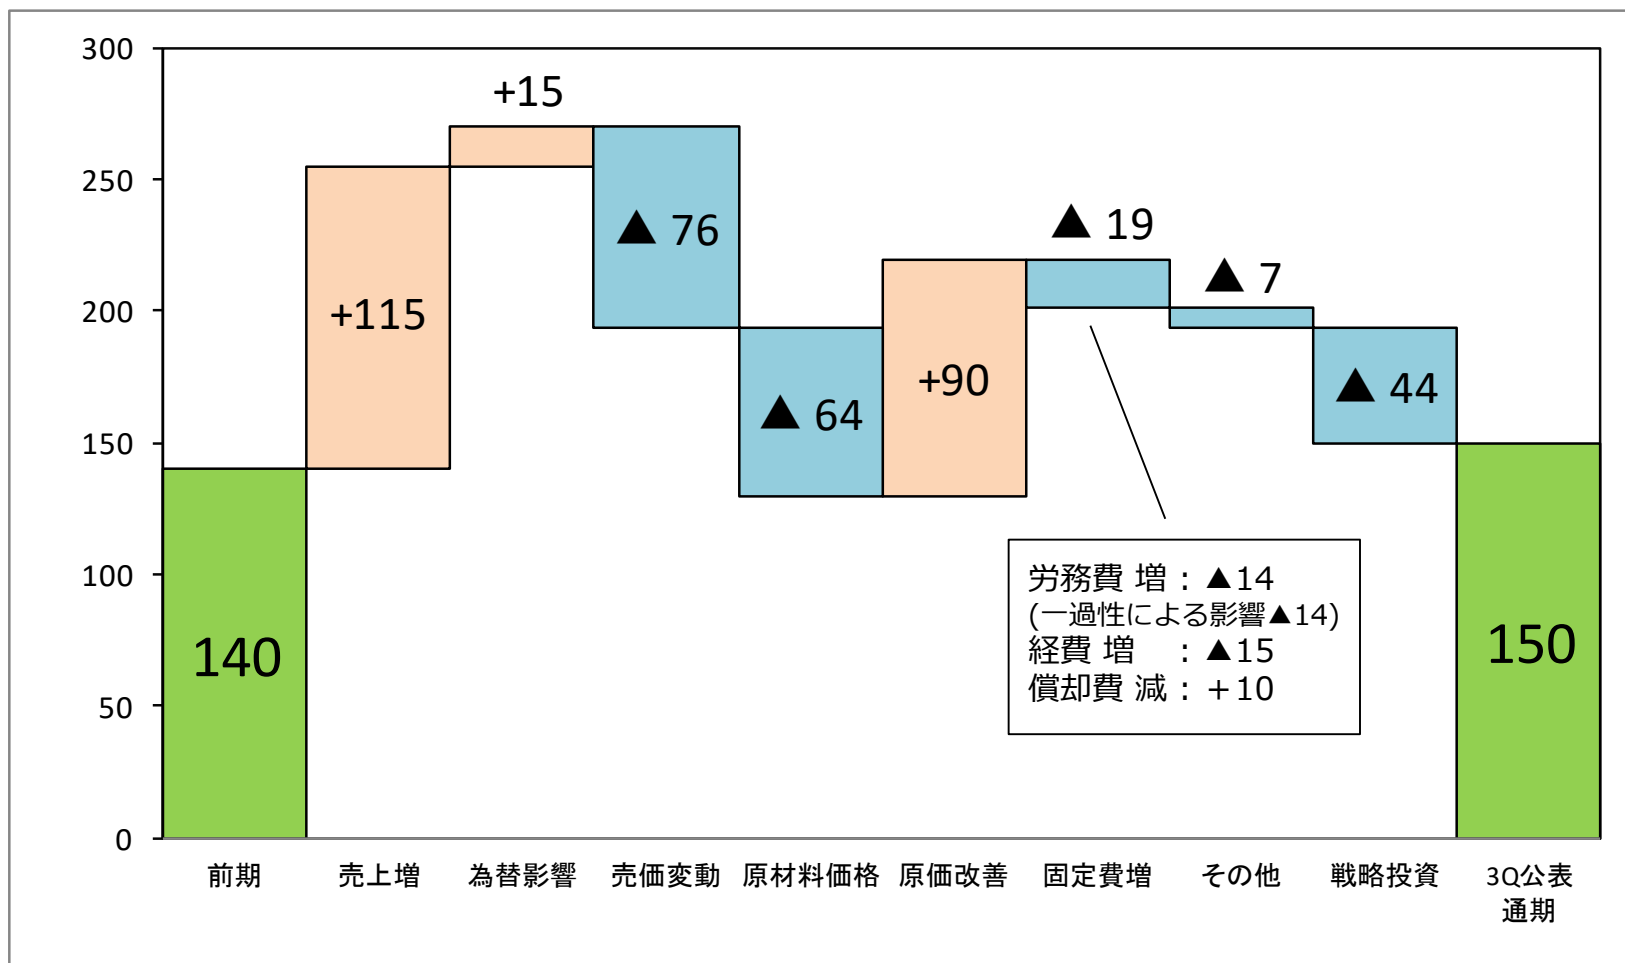 300
250
200
150
100
50
0
140
+115
+15
▲ 76
▲ 64
+90
▲ 19
▲ 7
▲ 44
150
労務費 増 : ▲14
(一過性による影響▲14)
経費 増 : ▲15
償却費 減 : +10
前期
売上増
為替影響
売価変動
原材料価格
原価改善
固定費増
その他
戦略投資
3Q公表
通期